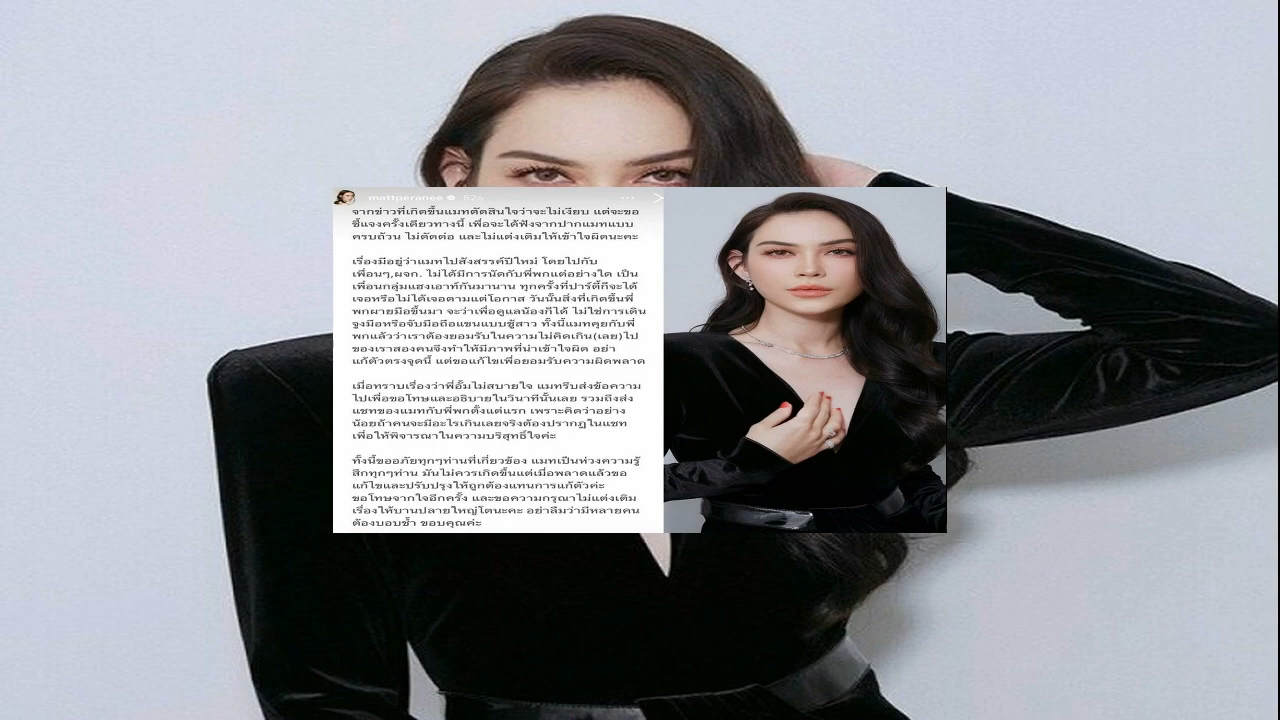 mattperanee 52s
จากข่าวที่เกิดขึ้นแมทตัดสินใจว่าจะไม่เงียบ แต่จะขอ
ชี้แจงครั้งเดียวทางนี้ เพื่อจะได้ฟังจากปากแมทแบบ
ครบถ้วน ไม่ตัดต่อ และไม่แต่งเติมให้เข้าใจผิดนะคะ
เรื่องมีอยู่ว่าแมทไปสังสรรค์ปีใหม่ โดยไปกับ
เพื่อนๆ,ผจก. ไม่ได้มีการนัดกับพี่พกแต่อย่างใด เป็น
เพื่อนกลุ่มแฮงเอาท์กันมานาน ทุกครั้งที่ปาร์ตี้ก็จะได้
เจอหรือไม่ได้เจอตามแต่โอกาส วันนั้นสิ่งที่เกิดขึ้นพี่
พกผายมือขึ้นมา จะว่าเพื่อดูแลน้องก็ได้ ไม่ใช่การเดิน
จูงมือหรือจับมือถือแขนแบบชู้สาว ทั้งนี้แมทคุยกับพี่
พกแล้วว่าเราต้องยอมรับในความไม่คิดเกิน(เลย)ไป
ของเราสองคนจึงทำให้มีภาพที่น่าเข้าใจผิด อย่า
แก้ตัวตรงจุดนี้ แต่ขอแก้ไขเพื่อยอมรับความผิดพลาด
เมื่อทราบเรื่องว่าพี่อั้มไม่สบายใจ แมทรีบส่งข้อความ
ไปเพื่อขอโทษและอธิบายในวินาทีนั้นเลย รวมถึงส่ง
แชทของแมทกับพี่พกตั้งแต่แรก เพราะคิดว่าอย่าง
น้อยถ้าคนจะมีอะไรเกินเลยจริงต้องปรากฏในแชท
เพื่อให้พิจารณาในความบริสุทธิ์ใจค่ะ
ทั้งนี้ขออภัยทุกๆท่านที่เกี่ยวข้อง แมทเป็นห่วงความรู้
สึกทุกๆท่าน มันไม่ควรเกิดขึ้นแต่เมื่อพลาดแล้วขอ
แก้ไขและปรับปรุงให้ถูกต้องแทนการแก้ตัวค่ะ
ขอโทษจากใจอีกครั้ง และขอความกรุณาไม่แต่งเติม
เรื่องให้บานปลายใหญ่โตนะคะ อย่าลืมว่ามีหลายคน
ต้องบอบช้ำ ขอบคุณค่ะ